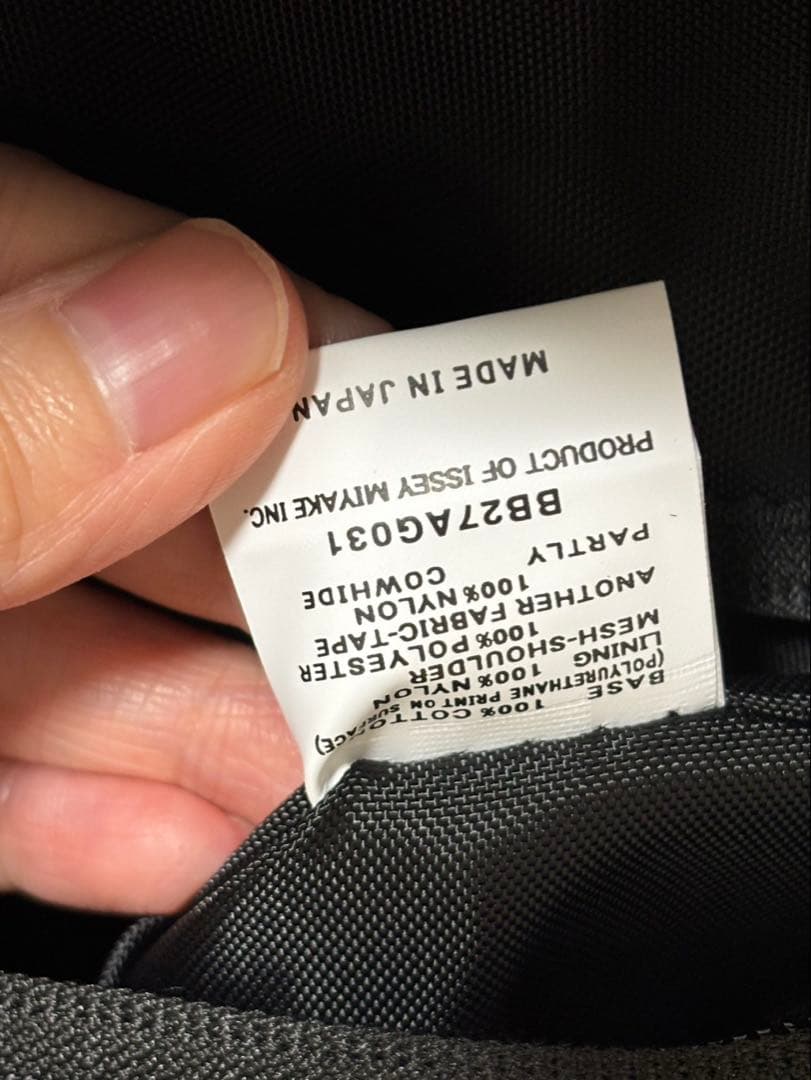 BASE 100% COTTON
(POLYURETHANE PRINT ON SURFACE)
LINING 100% NYLON
MESH-SHOULDER
100% POLYESTER
ANOTHER FABRIC-TAPE
100% NYLON
PARTLY COWHIDE
BB27AG031
PRODUCT OF ISSEY MIYAKE INC.
MADE IN JAPAN